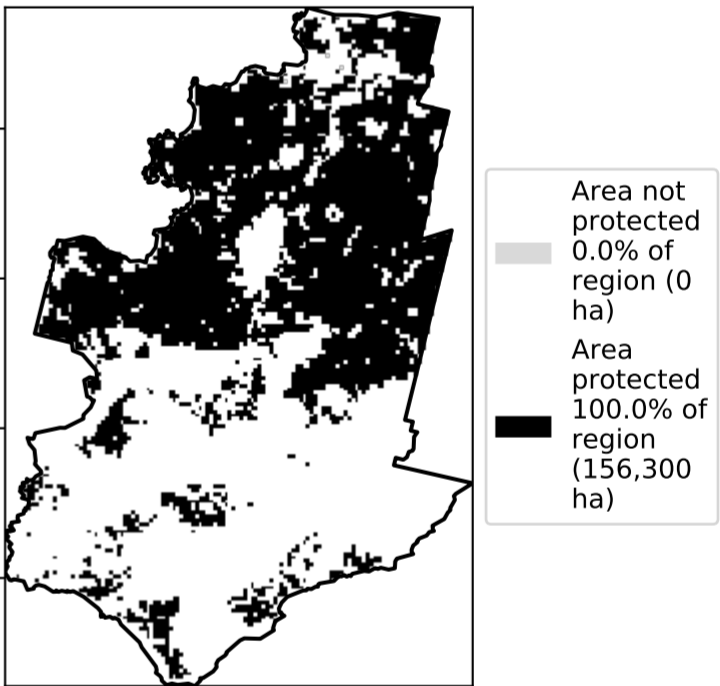 Area not
protected
0.0% of
region (0
ha)
Area
protected
100.0% of
region
(156,300
ha)